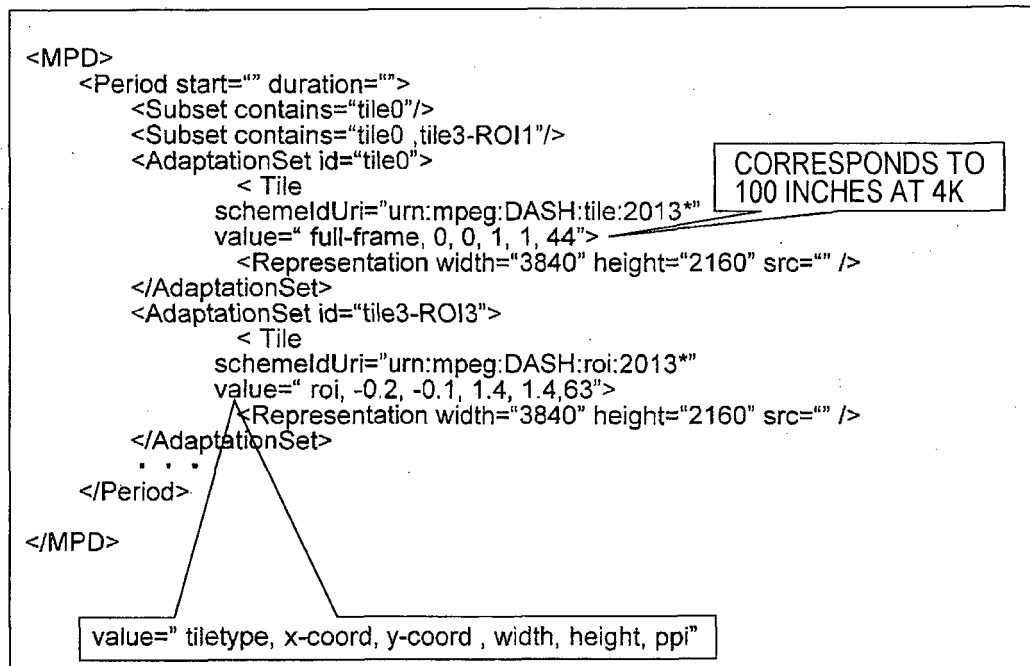 <MPD>
<Period start=“” duration=“”>
<Subset contains=“tile0”/>
<Subset contains=“tile0 ,tile3-ROI1”/>
<AdaptationSet id=“tile0”>
< Tile
schemeIdUri=“urn:mpeg:DASH:tile:2013*”
value=“ full-frame, 0, 0, 1, 1, 44”>
<Representation width=“3840” height=“2160” src=“” />
</AdaptationSet>
<AdaptationSet id=“tile3-ROI3”>
< Tile
schemeIdUri=“urn:mpeg:DASH:roi:2013*”
value=“ roi, -0.2, -0.1, 1.4, 1.4,63”>
<Representation width=“3840” height=“2160” src=“” />
</AdaptationSet>
. . .
</Period>
</MPD>
CORRESPONDS TO
100 INCHES AT 4K
value=” tiletype, x-coord, y-coord , width, height, ppi”